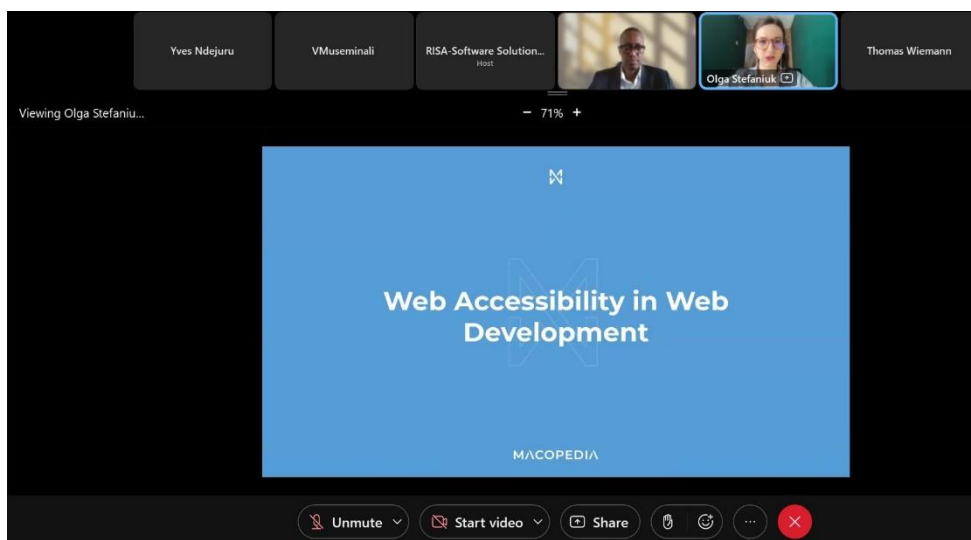 Yves Ndejuru
VMuseminali
RISA-Software Solution...
Host
Olga Stefaniuk
Thomas Wiemann
Viewing Olga Stefaniu...
− 71% +
Web Accessibility in Web
Development
MACOPEDIA
Unmute
Start video
Share